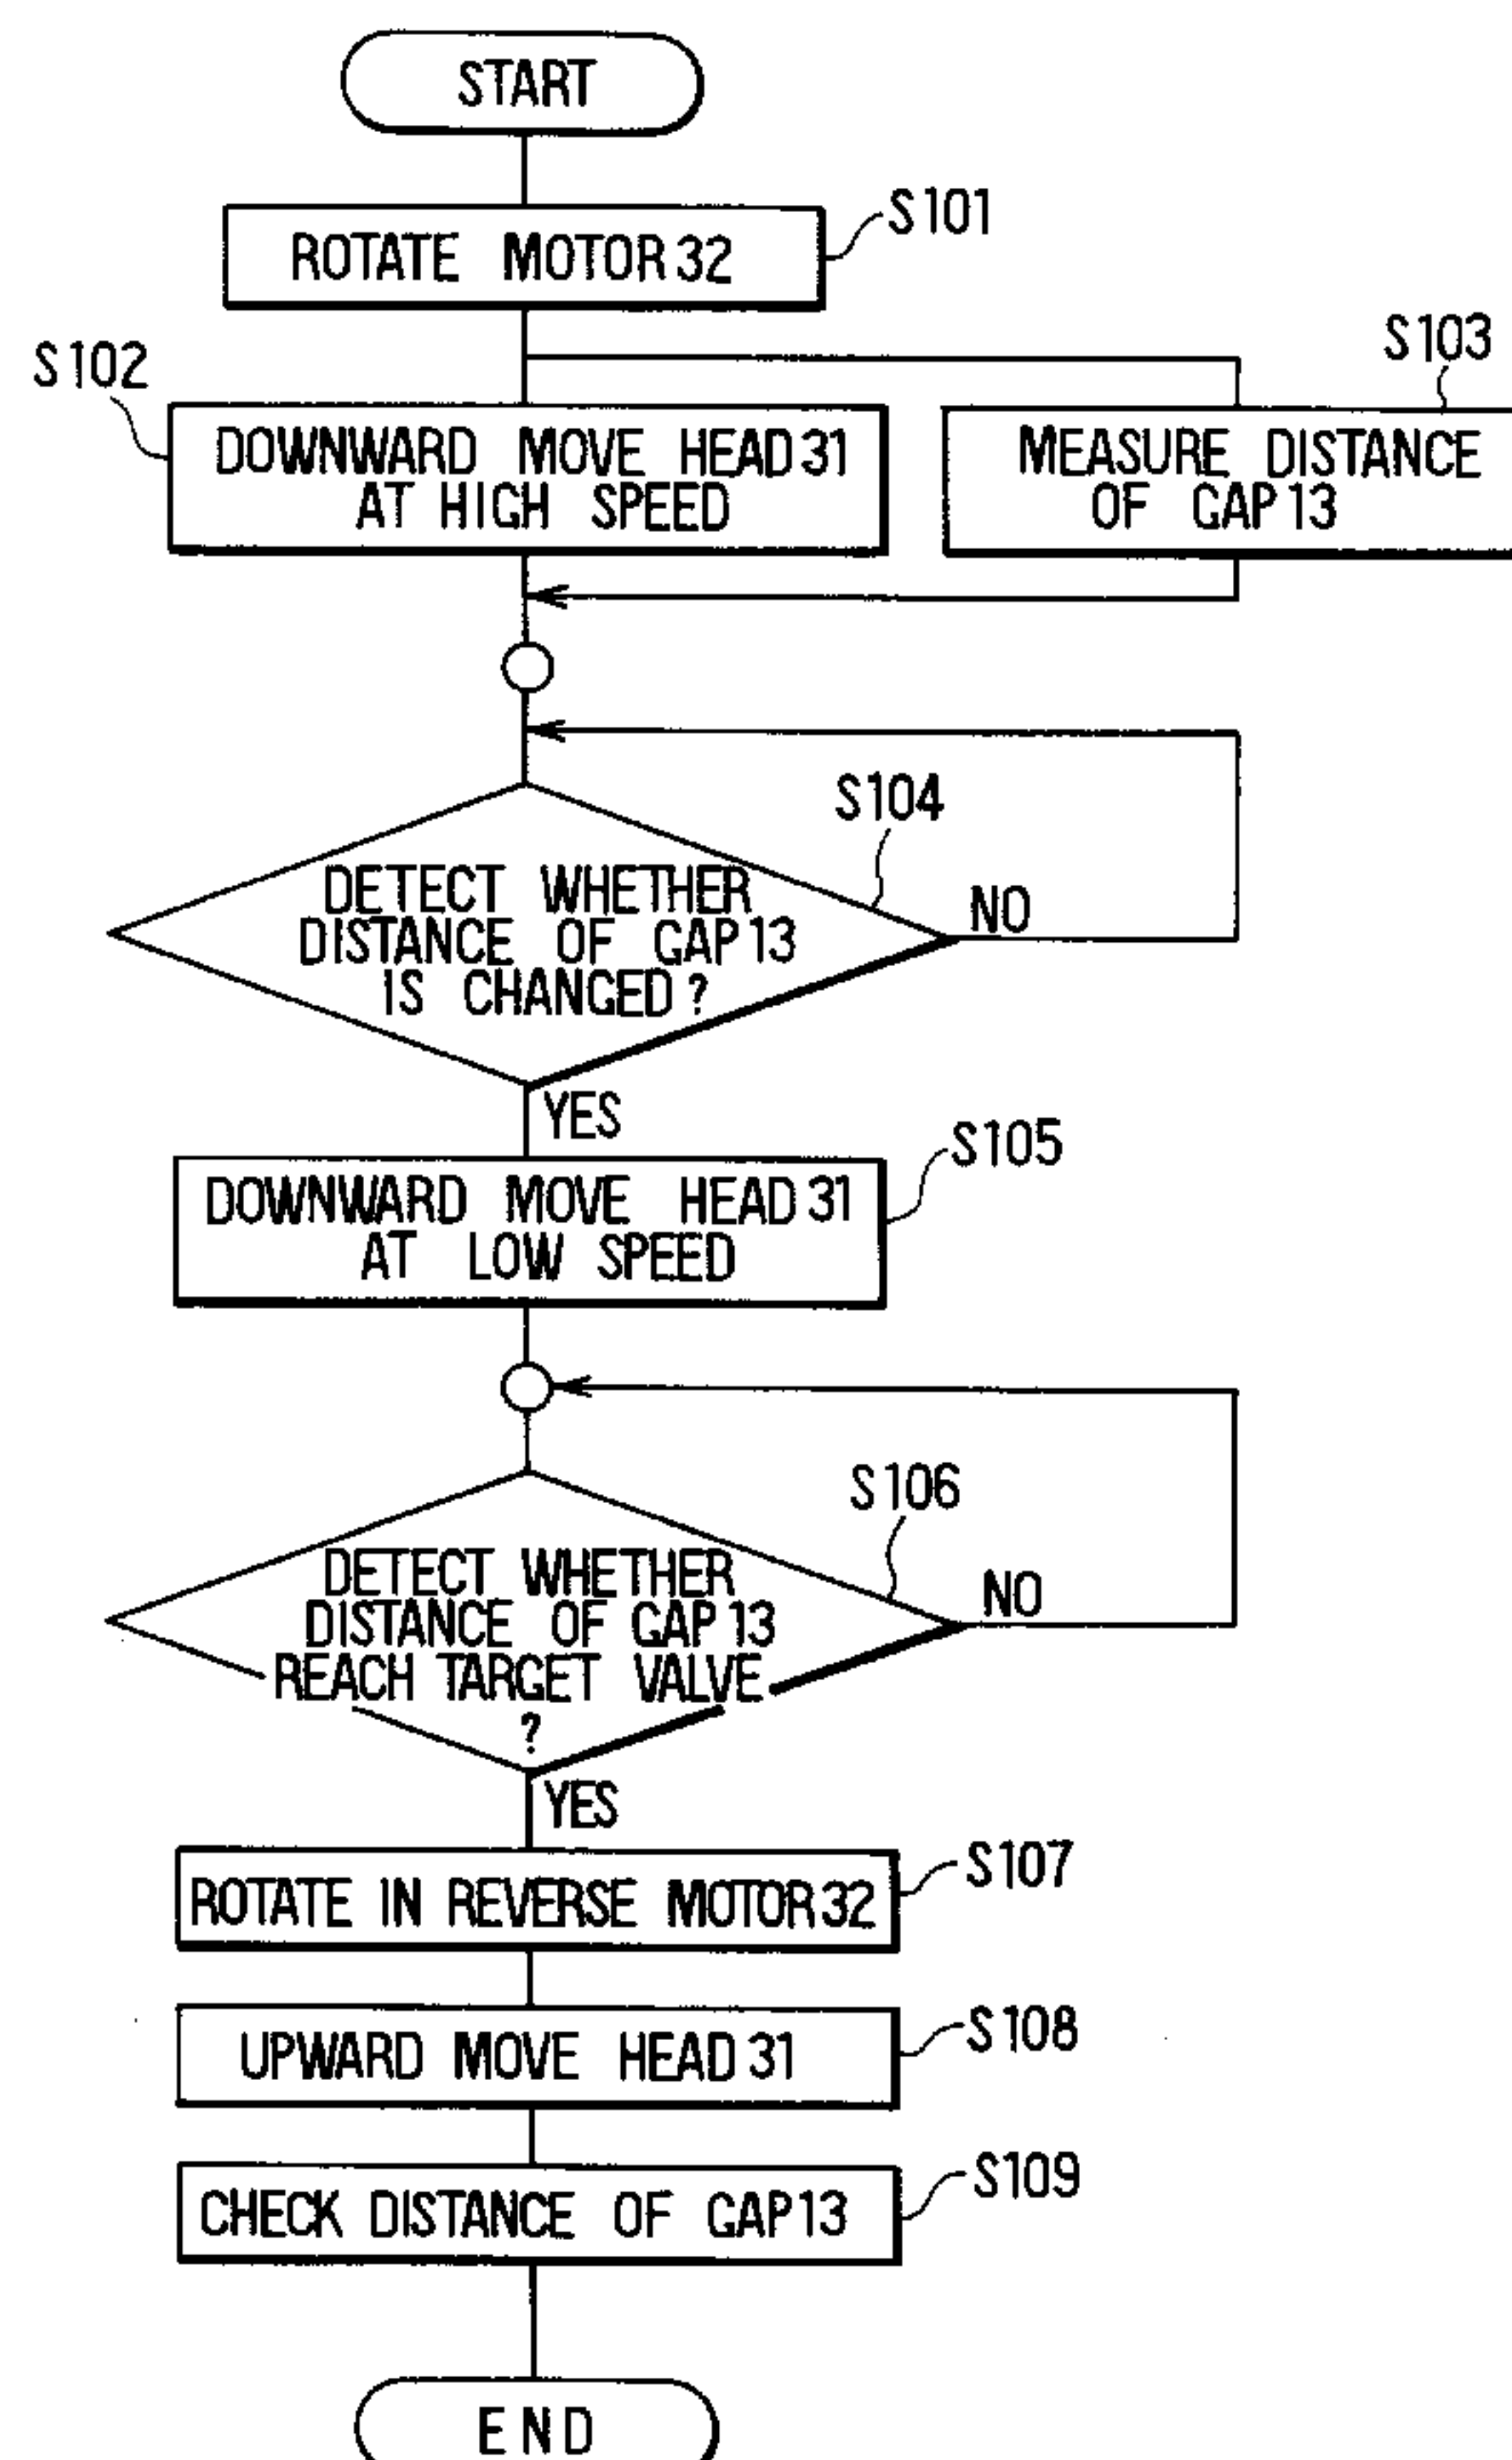 START
S101
ROTATE MOTOR 32
S102
S103
DOWNWARD MOVE HEAD 31
AT HIGH SPEED
MEASURE DISTANCE
OF GAP 13
S104
DETECT WHETHER
DISTANCE OF GAP 13
IS CHANGED ?
NO
YES
S105
DOWNWARD MOVE HEAD 31
AT LOW SPEED
S106
DETECT WHETHER
DISTANCE OF GAP 13
REACH TARGET VALVE
?
NO
YES
S107
ROTATE IN REVERSE MOTOR 32
S108
UPWARD MOVE HEAD 31
S109
CHECK DISTANCE OF GAP 13
END